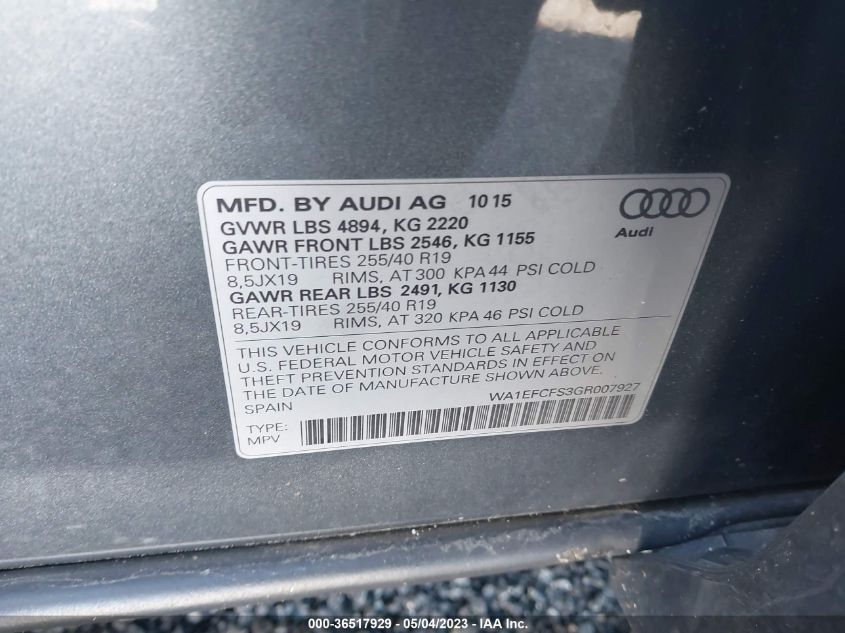 MFD. BY AUDI AG 10 15
GVWR LBS 4894, KG 2220
GAWR FRONT LBS 2546, KG 1155
FRONT-TIRES 255/40 R19
8,5JX19 RIMS, AT 300 KPA 44 PSI COLD
GAWR REAR LBS 2491, KG 1130
REAR-TIRES 255/40 R19
8,5JX19 RIMS, AT 320 KPA 46 PSI COLD
Audi
THIS VEHICLE CONFORMS TO ALL APPLICABLE
U.S. FEDERAL MOTOR VEHICLE SAFETY AND
THEFT PREVENTION STANDARDS IN EFFECT ON
THE DATE OF MANUFACTURE SHOWN ABOVE.
SPAIN
WA1EFCFS3GR007927
TYPE:
MPV
000-36517929 - 05/04/2023 - IAA Inc.